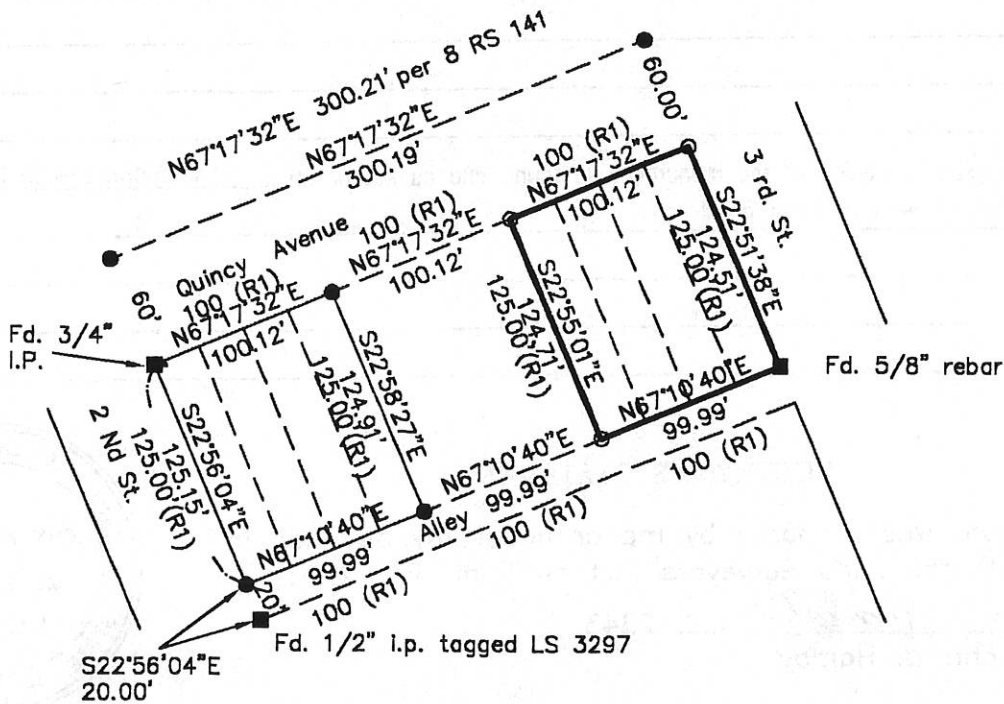 N67°17'32"E 300.21' per 8 RS 141
N67°17'32"E
300.19'
60.00'
100 (R1)
N67°17'32"E
100.12'
3 rd. St.
S22°51'38"E
124.51'
125.00'(R1)
Quincy Avenue
100 (R1)
N67°17'32"E
100.12'
100 (R1)
N67°17'32"E
100.12'
60'
Fd. 3/4"
I.P.
S22°55'01"E
124.71'
125.00'(R1)
S22°58'27"E
124.91'
125.00'(R1)
Fd. 5/8" rebar
N67°10'40"E
99.99'
100 (R1)
2 Nd St.
S22°56'04"E
125.15'
125.00'(R1)
N67°10'40"E
99.99'
100 (R1)
Alley
N67°10'40"E
99.99'
100 (R1)
20'
Fd. 1/2" i.p. tagged LS 3297
S22°56'04"E
20.00'